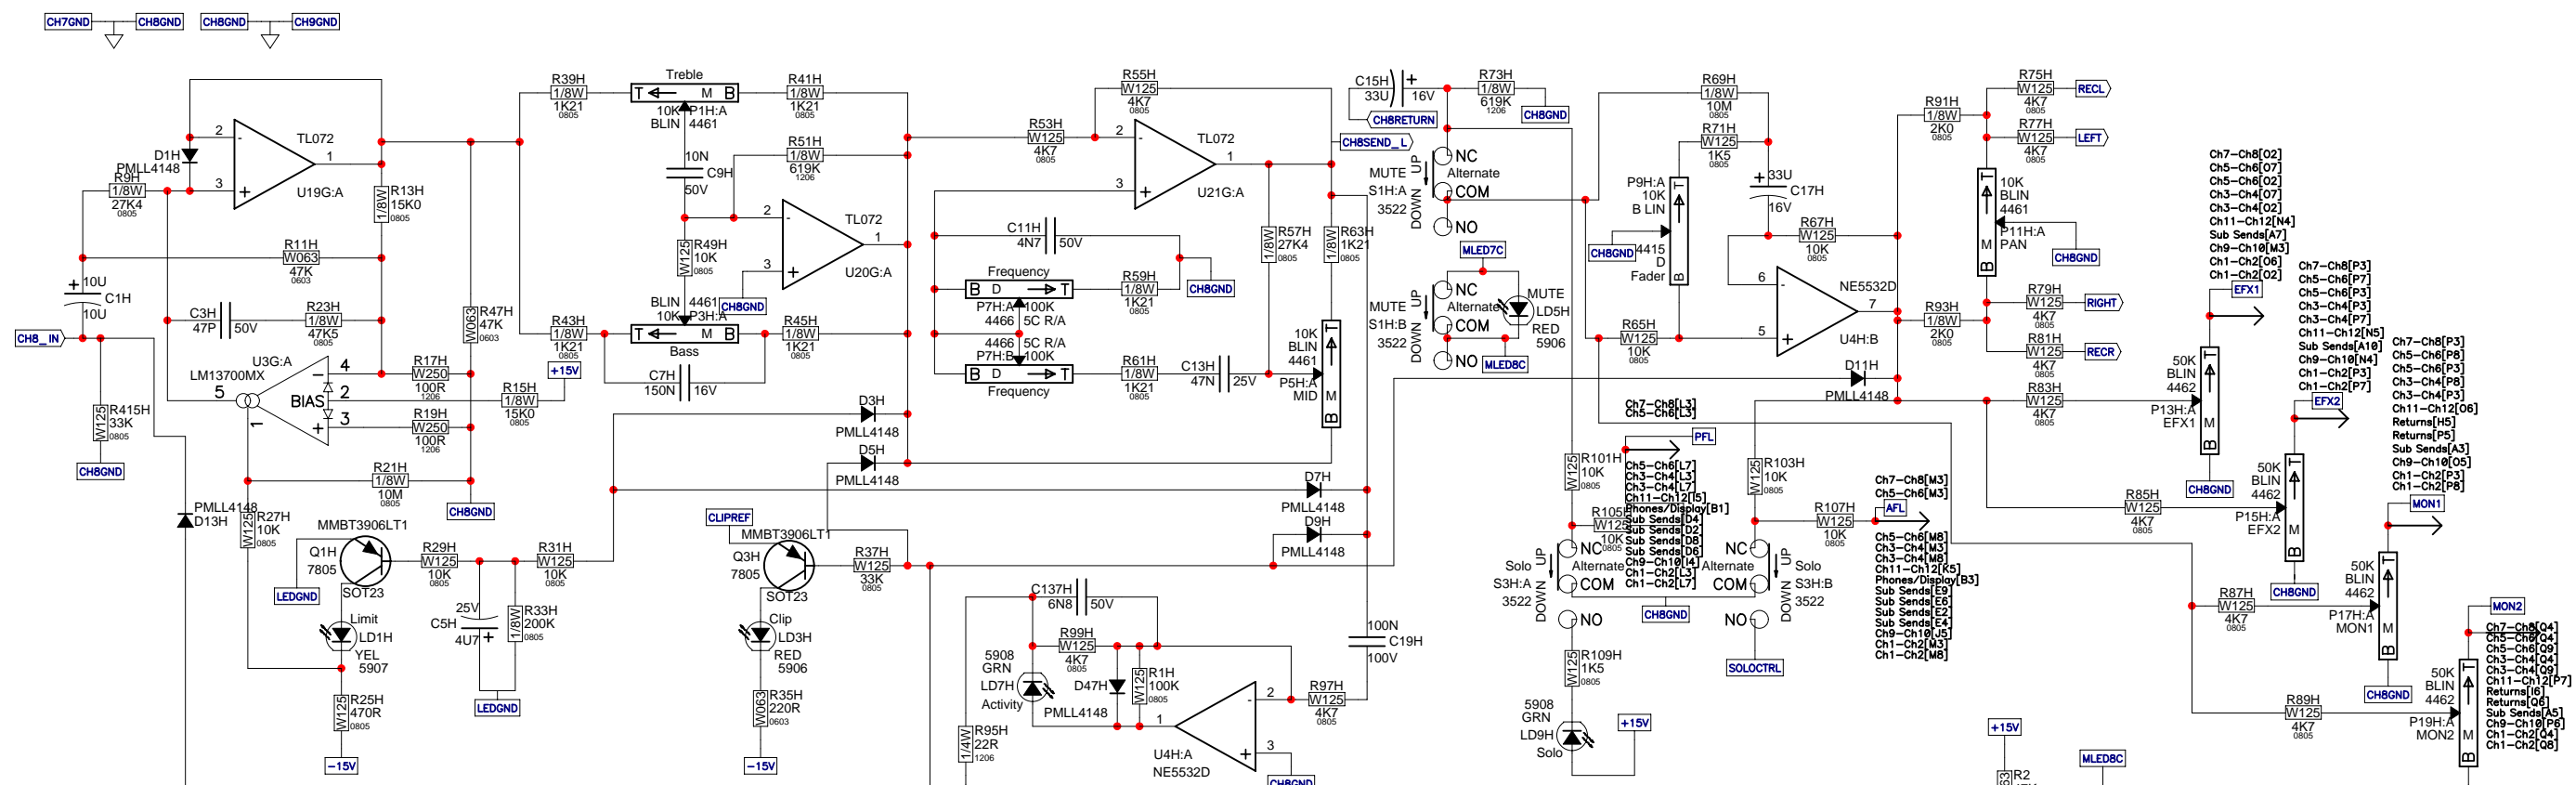 CH7GND CH8GND CH8GND CH9GND
R39H
1/8W
1K21
0805
Treble
T M B
10K P1H:A
BLIN 4461
R41H
1/8W
1K21
0805
D1H
PMLL4148
2
3
-
+
TL072
1
U19G:A
R9H
1/8W
27K4
0805
R13H
1/8W
15K0
0805
R11H
W063
47K
0603
10U
C1H
10U
CH8_IN
C3H
47P 50V
R23H
1/8W
47K5
0805
R47H
W063
47K
0603
U3G:A
LM13700MX
5
4
BIAS 2
3
1
R17H
W250
100R
1206
R19H
W250
100R
1206
R15H
1/8W
15K0
0805
+15V
R415H
W125
33K
0805
CH8GND
R21H
1/8W
10M
0805
CH8GND
PMLL4148
D13H
R27H
W125
10K
0805
MMBT3906LT1
Q1H
7805
SOT23
LEDGND
Limit
LD1H
YEL
5907
R25H
W125
470R
0805
-15V
R29H
W125
10K
0805
R31H
W125
10K
0805
25V
C5H
4U7
R33H
1/8W
200K
0805
LEDGND
10N
C9H
50V
R51H
1/8W
619K
1206
R49H
W125
10K
0805
2
3
TL072
1
U20G:A
CH8GND
R43H
1/8W
1K21
0805
BLIN 4461
10K P3H:A
T M B
Bass
R45H
1/8W
1K21
0805
C7H
150N 16V
D3H
PMLL4148
D5H
PMLL4148
CLIPREF
MMBT3906LT1
Q3H
7805
SOT23
R37H
W125
33K
0805
Clip
LD3H
RED
5906
R35H
W063
220R
0603
-15V
R53H
W125
4K7
0805
R55H
W125
4K7
0805
2
3
TL072
1
U21G:A
C11H
4N7 50V
Frequency
B D T
P7H:A 100K
4466 5C R/A
4466 5C R/A
P7H:B 100K
B D T
Frequency
R59H
1/8W
1K21
0805
CH8GND
R61H
1/8W
1K21
0805
C13H
47N 25V
R57H
1/8W
27K4
0805
R63H
1/8W
1K21
0805
10K
BLIN
4461
P5H:A
MID
T
M
B
D7H
PMLL4148
D9H
PMLL4148
C137H
6N8 50V
R99H
W125
4K7
0805
5908
GRN
LD7H
Activity
D47H
PMLL4148
R1H
W125
100K
0805
R95H
1/4W
22R
1206
1
2
3
U4H:A
NE5532D
CH8GND
R97H
W125
4K7
0805
100N
C19H
100V
C15H
33U 16V
CH8RETURN
CH8SEND_L
R73H
1/8W
619K
1206
CH8GND
MUTE
S1H:A
3522
UP
DOWN
NC
Alternate
COM
NO
MLED7C
MUTE
S1H:B
3522
UP
DOWN
NC
Alternate
COM
NO
MUTE
LD5H
RED
5906
MLED8C
R69H
1/8W
10M
0805
R71H
W125
1K5
0805
P9H:A
10K
B LIN
T
B
CH8GND
4415
D
Fader
33U
C17H
16V
R67H
W125
10K
0805
R65H
W125
10K
0805
6
5
7
NE5532D
U4H:B
D11H
PMLL4148
R91H
1/8W
2K0
0805
R93H
1/8W
2K0
0805
R75H
W125
4K7
0805
RECL
R77H
W125
4K7
0805
LEFT
10K
BLIN
4461
P11H:A
PAN
T
M
B
CH8GND
R79H
W125
4K7
0805
RIGHT
R81H
W125
4K7
0805
RECR
R83H
W125
4K7
0805
Ch7-Ch8[L3]
Ch5-Ch6[L3]
PFL
Ch5-Ch6[L7]
Ch3-Ch4[L3]
Ch3-Ch4[L7]
Ch11-Ch12[I5]
Phones/Display[B1]
Sub Sends[D4]
Sub Sends[D2]
Sub Sends[D8]
Sub Sends[D6]
Ch9-Ch10[I4]
Ch1-Ch2[L3]
Ch1-Ch2[L7]
R101H
W125
10K
0805
R105H
W125
10K
0805
Solo
S3H:A
3522
UP
DOWN
NC
Alternate
COM
NO
CH8GND
R103H
W125
10K
0805
NC
Alternate
COM
NO
UP
DOWN
Solo
S3H:B
3522
SOLOCTRL
R107H
W125
10K
0805
Ch7-Ch8[M3]
Ch5-Ch6[M3]
AFL
Ch5-Ch6[M8]
Ch3-Ch4[M3]
Ch3-Ch4[M8]
Ch11-Ch12[K5]
Phones/Display[B3]
Sub Sends[E9]
Sub Sends[E6]
Sub Sends[E2]
Sub Sends[E4]
Ch9-Ch10[J5]
Ch1-Ch2[M3]
Ch1-Ch2[M8]
R109H
W125
1K5
0805
5908
GRN
LD9H
Solo
+15V
Ch7-Ch8[O2]
Ch5-Ch6[O7]
Ch5-Ch6[O2]
Ch3-Ch4[O7]
Ch3-Ch4[O2]
Ch11-Ch12[N4]
Sub Sends[A7]
Ch9-Ch10[M3]
Ch1-Ch2[O6]
Ch1-Ch2[O2]
EFX1
50K
BLIN
4462
P13H:A
EFX1
T
M
B
CH8GND
Ch7-Ch8[P3]
Ch5-Ch6[P7]
Ch5-Ch6[P3]
Ch3-Ch4[P3]
Ch3-Ch4[P7]
Ch11-Ch12[N5]
Sub Sends[A10]
Ch9-Ch10[N4]
Ch1-Ch2[P3]
Ch1-Ch2[P7]
EFX2
R85H
W125
4K7
0805
50K
BLIN
4462
P15H:A
EFX2
T
M
B
CH8GND
Ch7-Ch8[P3]
Ch5-Ch6[P8]
Ch5-Ch6[P3]
Ch3-Ch4[P8]
Ch3-Ch4[P3]
Ch11-Ch12[O6]
Returns[H5]
Returns[P5]
Sub Sends[A3]
Ch9-Ch10[O5]
Ch1-Ch2[P3]
Ch1-Ch2[P8]
MON1
R87H
W125
4K7
0805
50K
BLIN
4462
P17H:A
MON1
T
M
B
CH8GND
MON2
Ch7-Ch8[Q4]
Ch5-Ch6[Q4]
Ch5-Ch6[Q9]
Ch3-Ch4[Q4]
Ch3-Ch4[Q9]
Ch11-Ch12[P7]
Returns[I6]
Returns[Q6]
Sub Sends[A5]
Ch9-Ch10[P6]
Ch1-Ch2[Q4]
Ch1-Ch2[Q8]
R89H
W125
4K7
0805
50K
BLIN
4462
P19H:A
MON2
T
M
B
+15V
R2
MLED8C